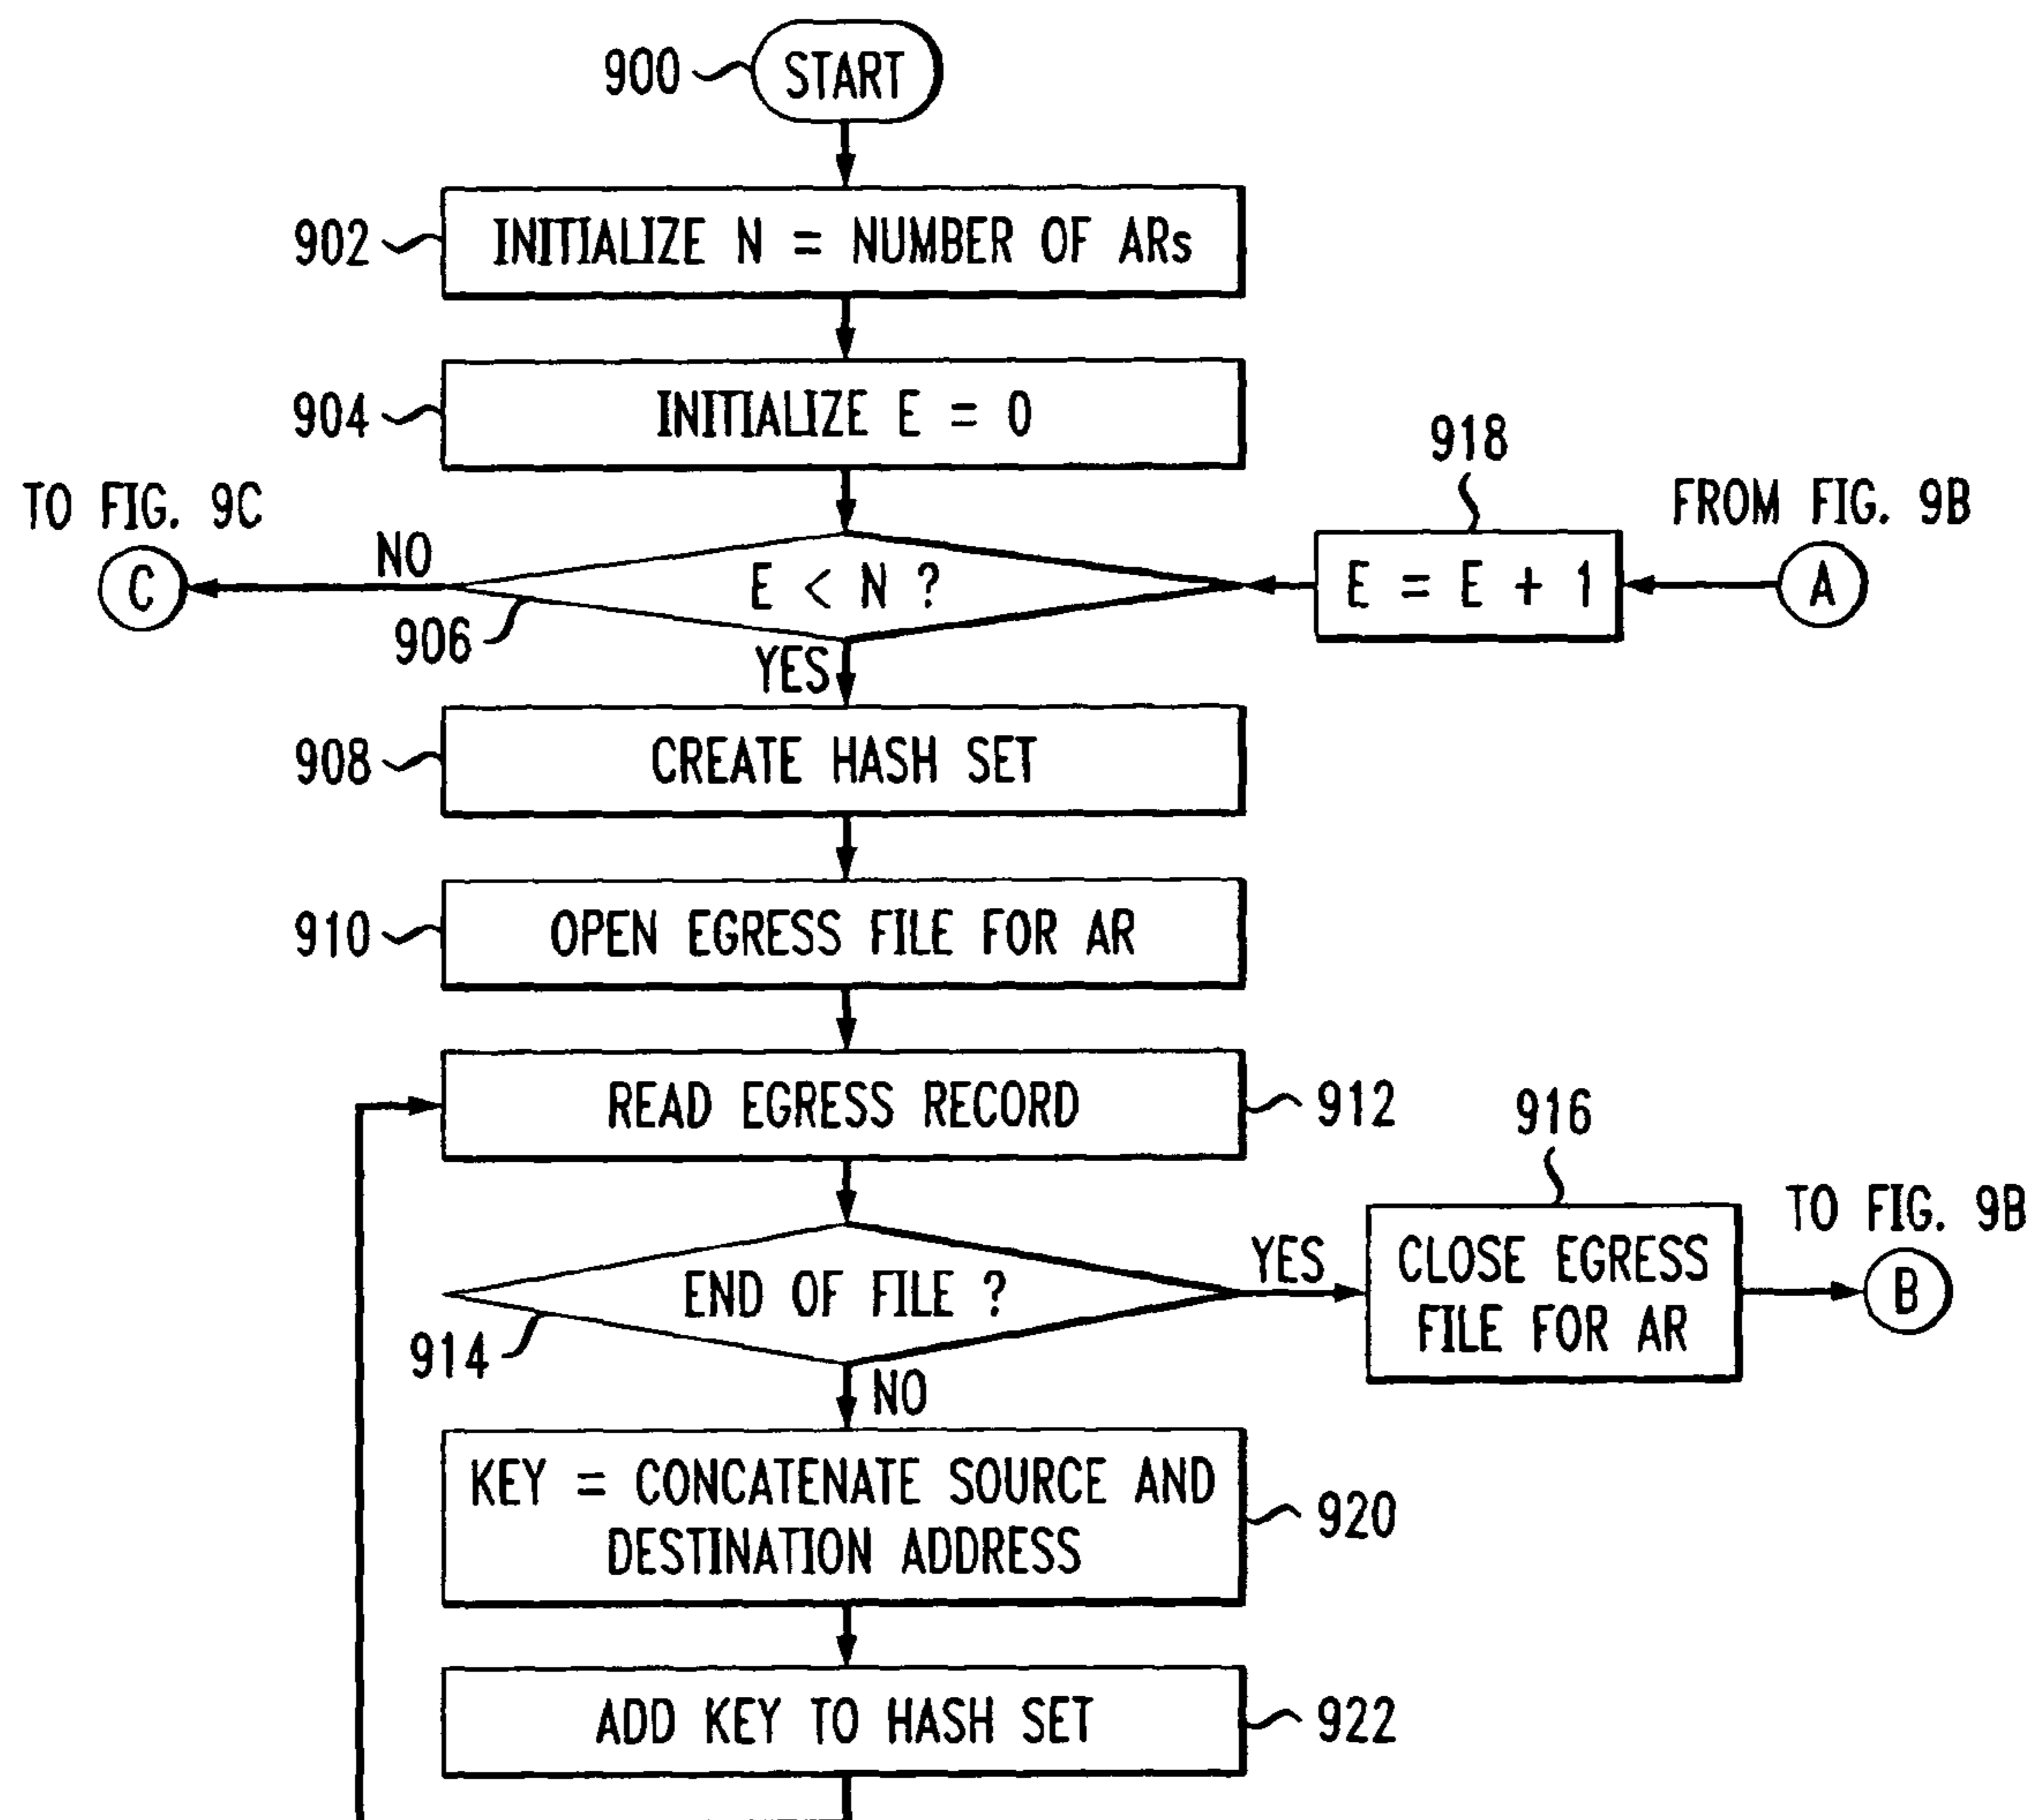 900
START
902
INITIALIZE N = NUMBER OF ARs
904
INITIALIZE E = 0
918
TO FIG. 9C
FROM FIG. 9B
NO
C
E < N ?
E = E + 1
A
906
YES
908
CREATE HASH SET
910
OPEN EGRESS FILE FOR AR
READ EGRESS RECORD
912
916
TO FIG. 9B
END OF FILE ?
YES
CLOSE EGRESS
FILE FOR AR
B
914
NO
KEY = CONCATENATE SOURCE AND
DESTINATION ADDRESS
920
ADD KEY TO HASH SET
922